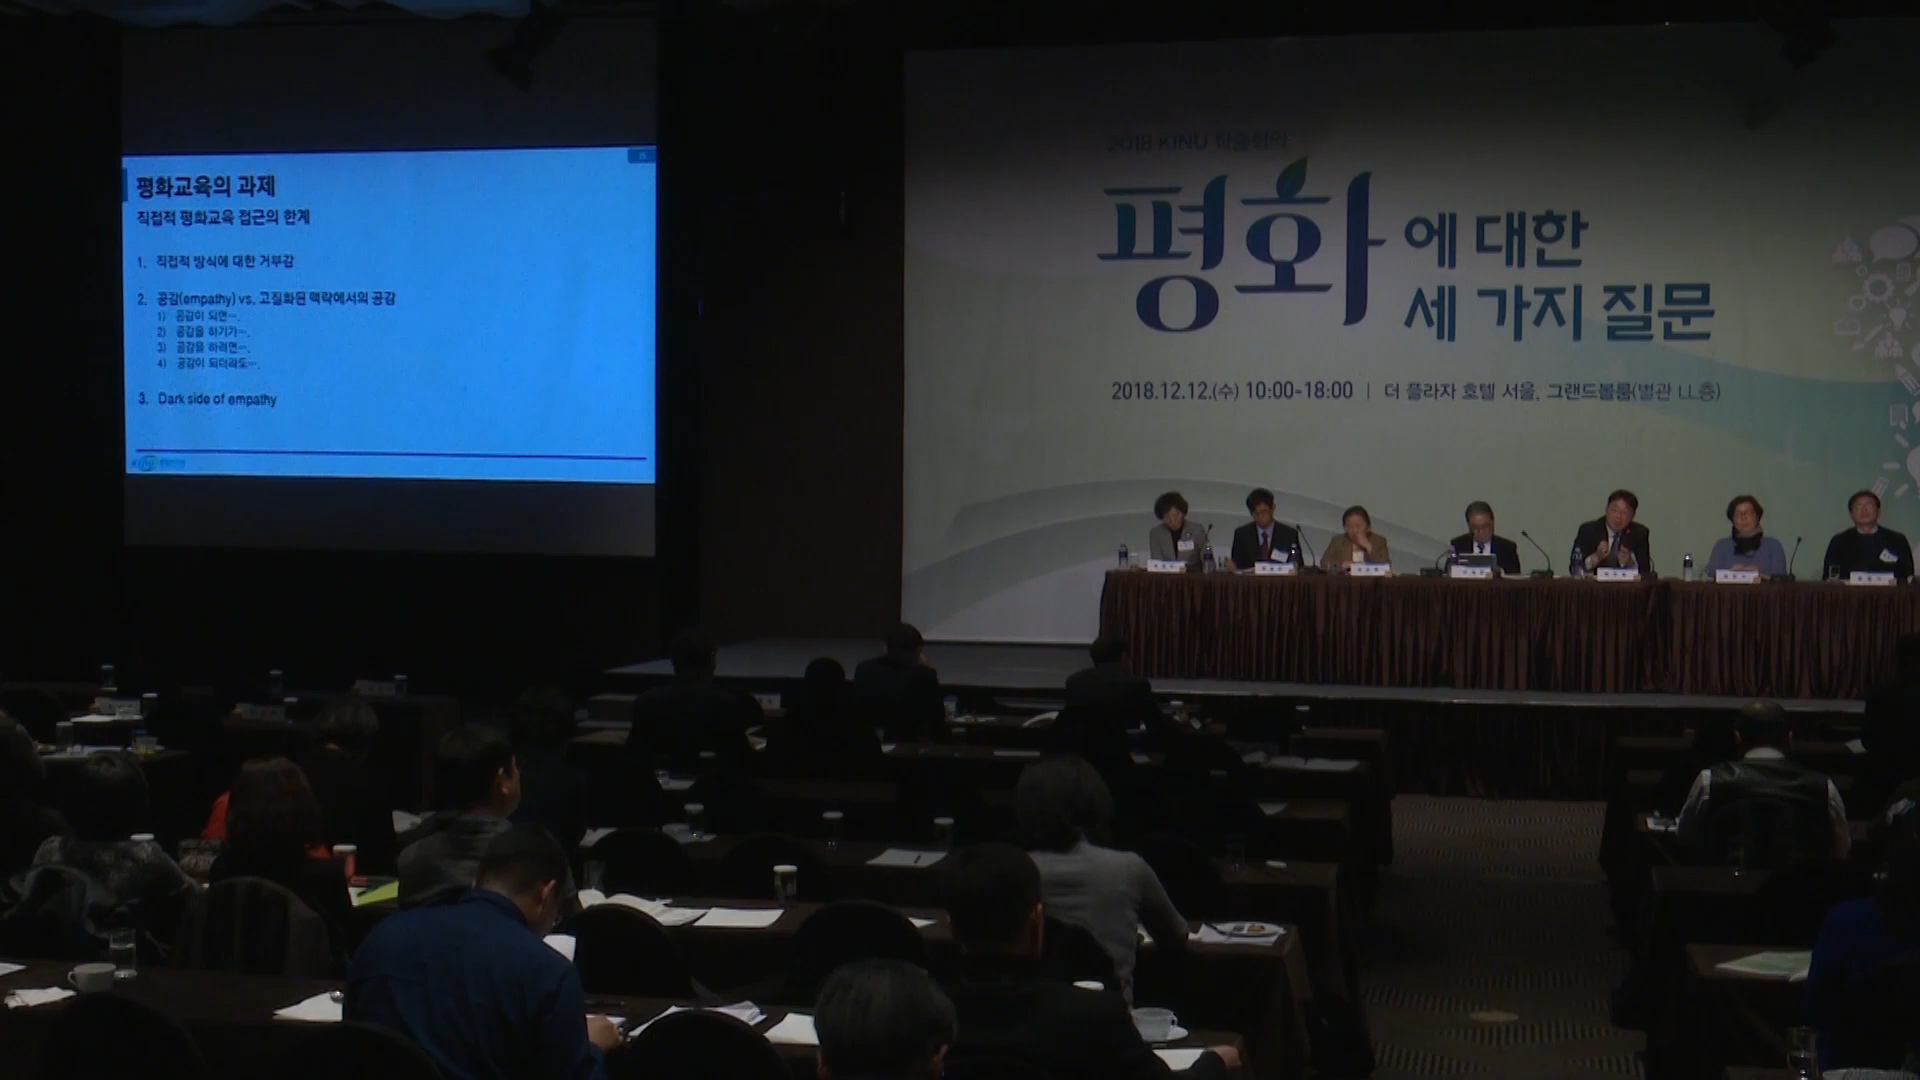 평화교육의 과제
직접적 평화교육 접근의 한계
1. 직접적 방식에 대한 거부감
2. 공감(empathy) vs. 고질화된 맥락에서의 공감
1) 공감이 되면….
2) 공감을 하기가….
3) 공감을 하려면….
4) 공감이 되더라도….
3. Dark side of empathy
2018 KINU 학술회의
평화에 대한
세 가지 질문
2018.12.12.(수) 10:00-18:00 | 더 플라자 호텔 서울, 그랜드볼룸(별관 LL층)